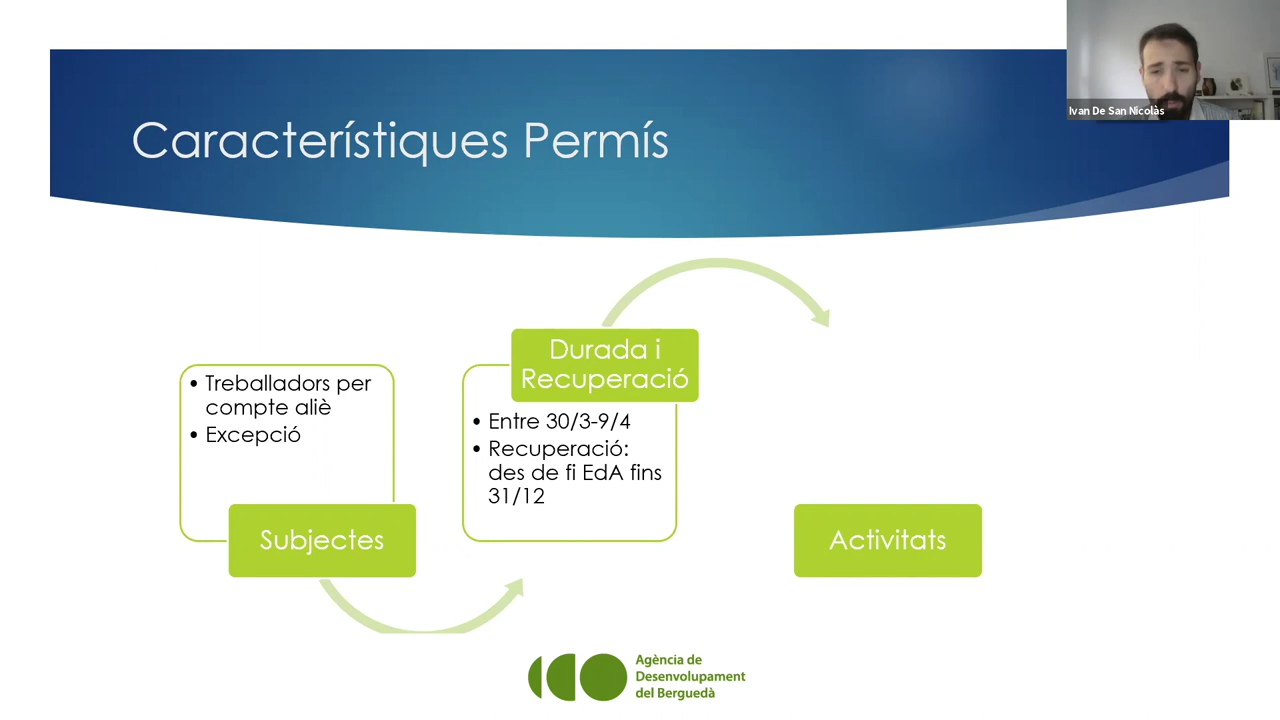 Ivan De San Nicolàs
Característiques Permís
• Treballadors per
compte aliè
• Excepció
Subjectes
Durada i
Recuperació
• Entre 30/3-9/4
• Recuperació:
des de fi EdA fins
31/12
Activitats
Agència de
Desenvolupament
del Berguedà